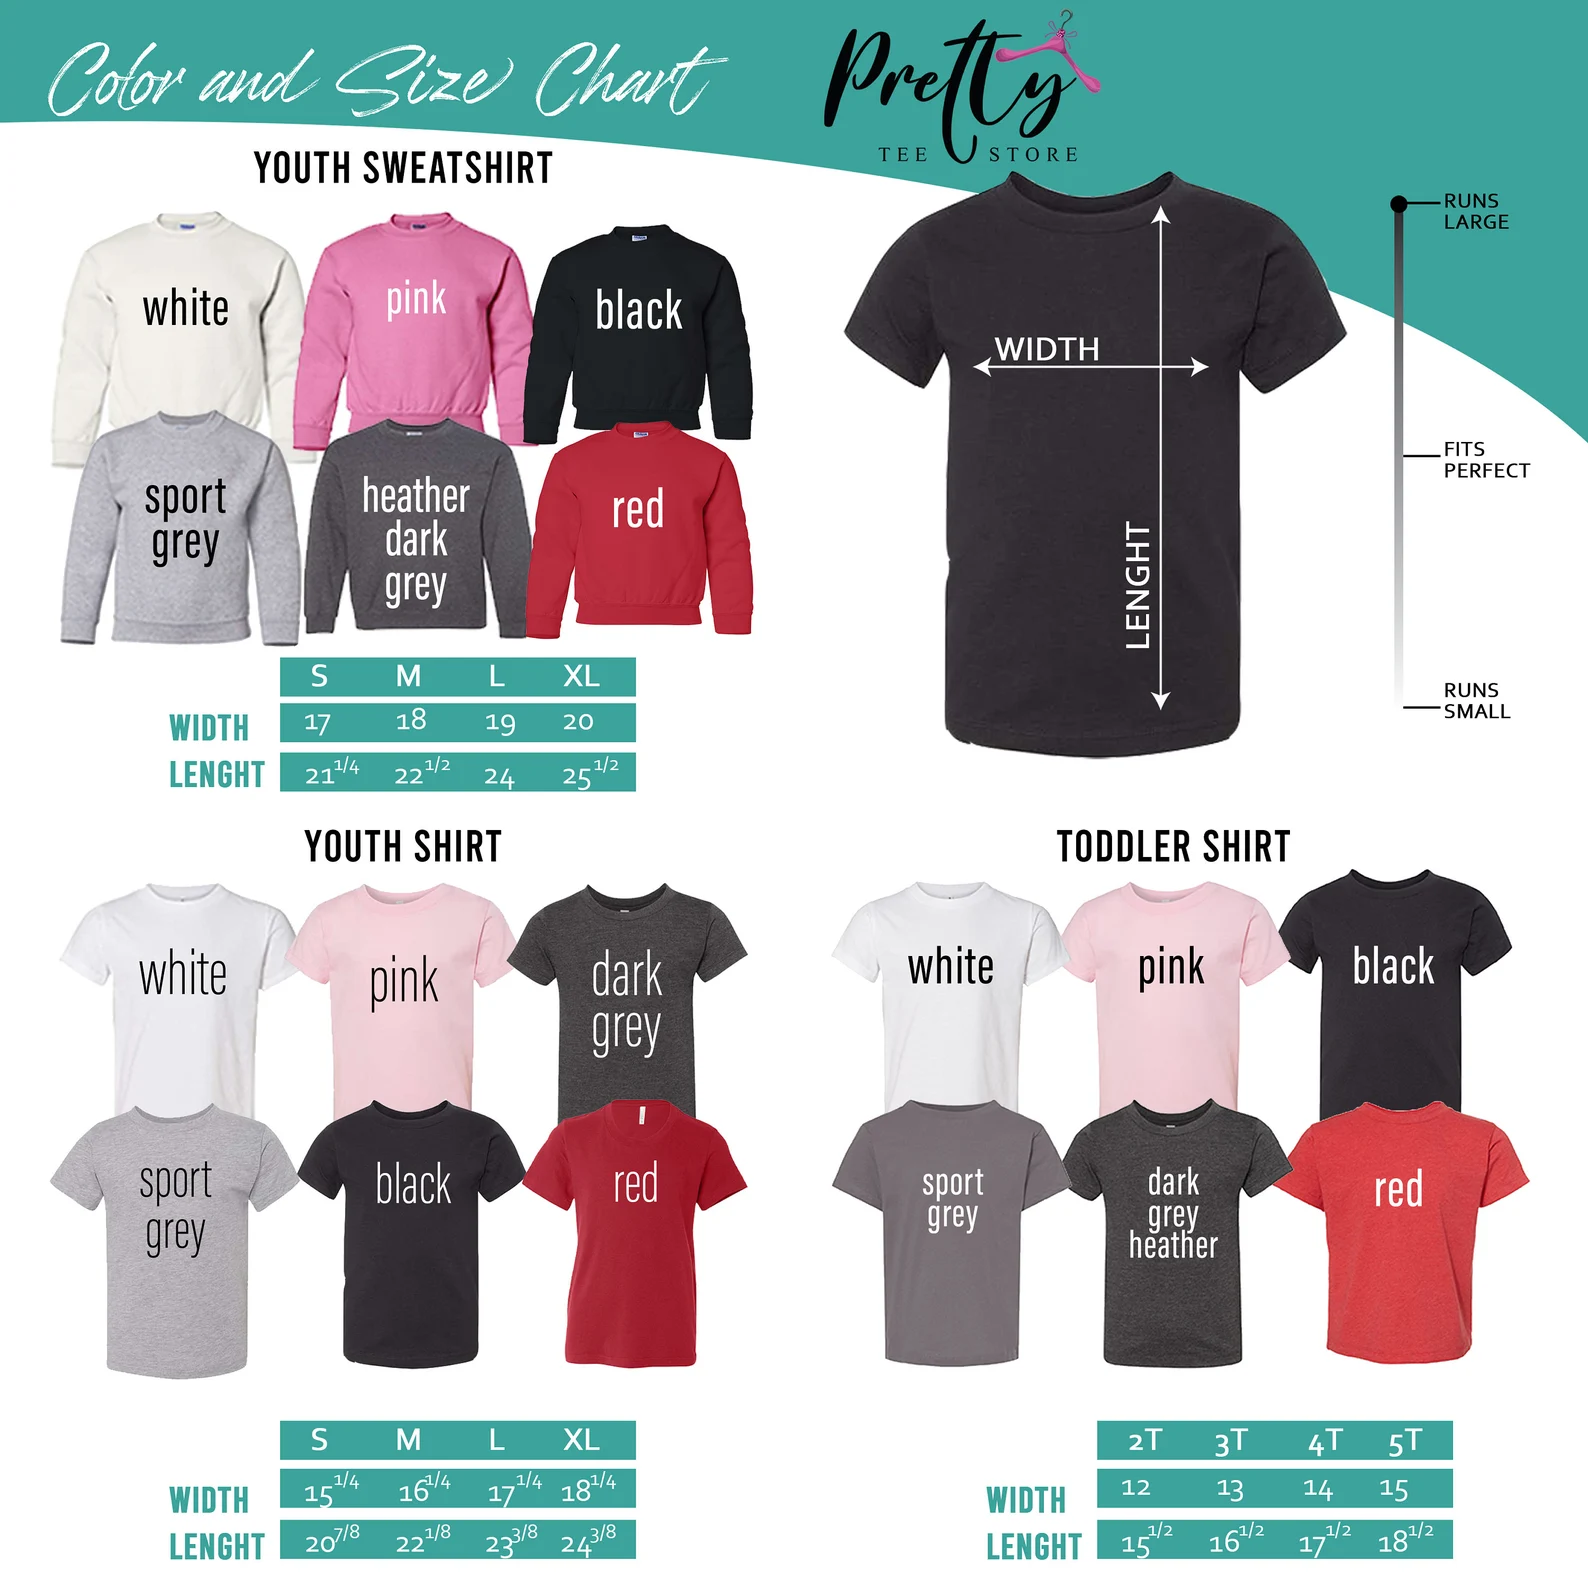 Color and Size Chart
Pretty
TEE STORE
YOUTH SWEATSHIRT
white
pink
black
sport
grey
heather
dark
grey
red
S M L XL
WIDTH 17 18 19 20
LENGHT 21 1/4 22 1/2 24 25 1/2
WIDTH
LENGHT
RUNS
LARGE
FITS
PERFECT
RUNS
SMALL
YOUTH SHIRT
white
pink
dark
grey
sport
grey
black
red
S M L XL
WIDTH 15 1/4 16 1/4 17 1/4 18 1/4
LENGHT 20 7/8 22 1/8 23 3/8 24 3/8
TODDLER SHIRT
white
pink
black
sport
grey
dark
grey
heather
red
2T 3T 4T 5T
WIDTH 12 13 14 15
LENGHT 15 1/2 16 1/2 17 1/2 18 1/2